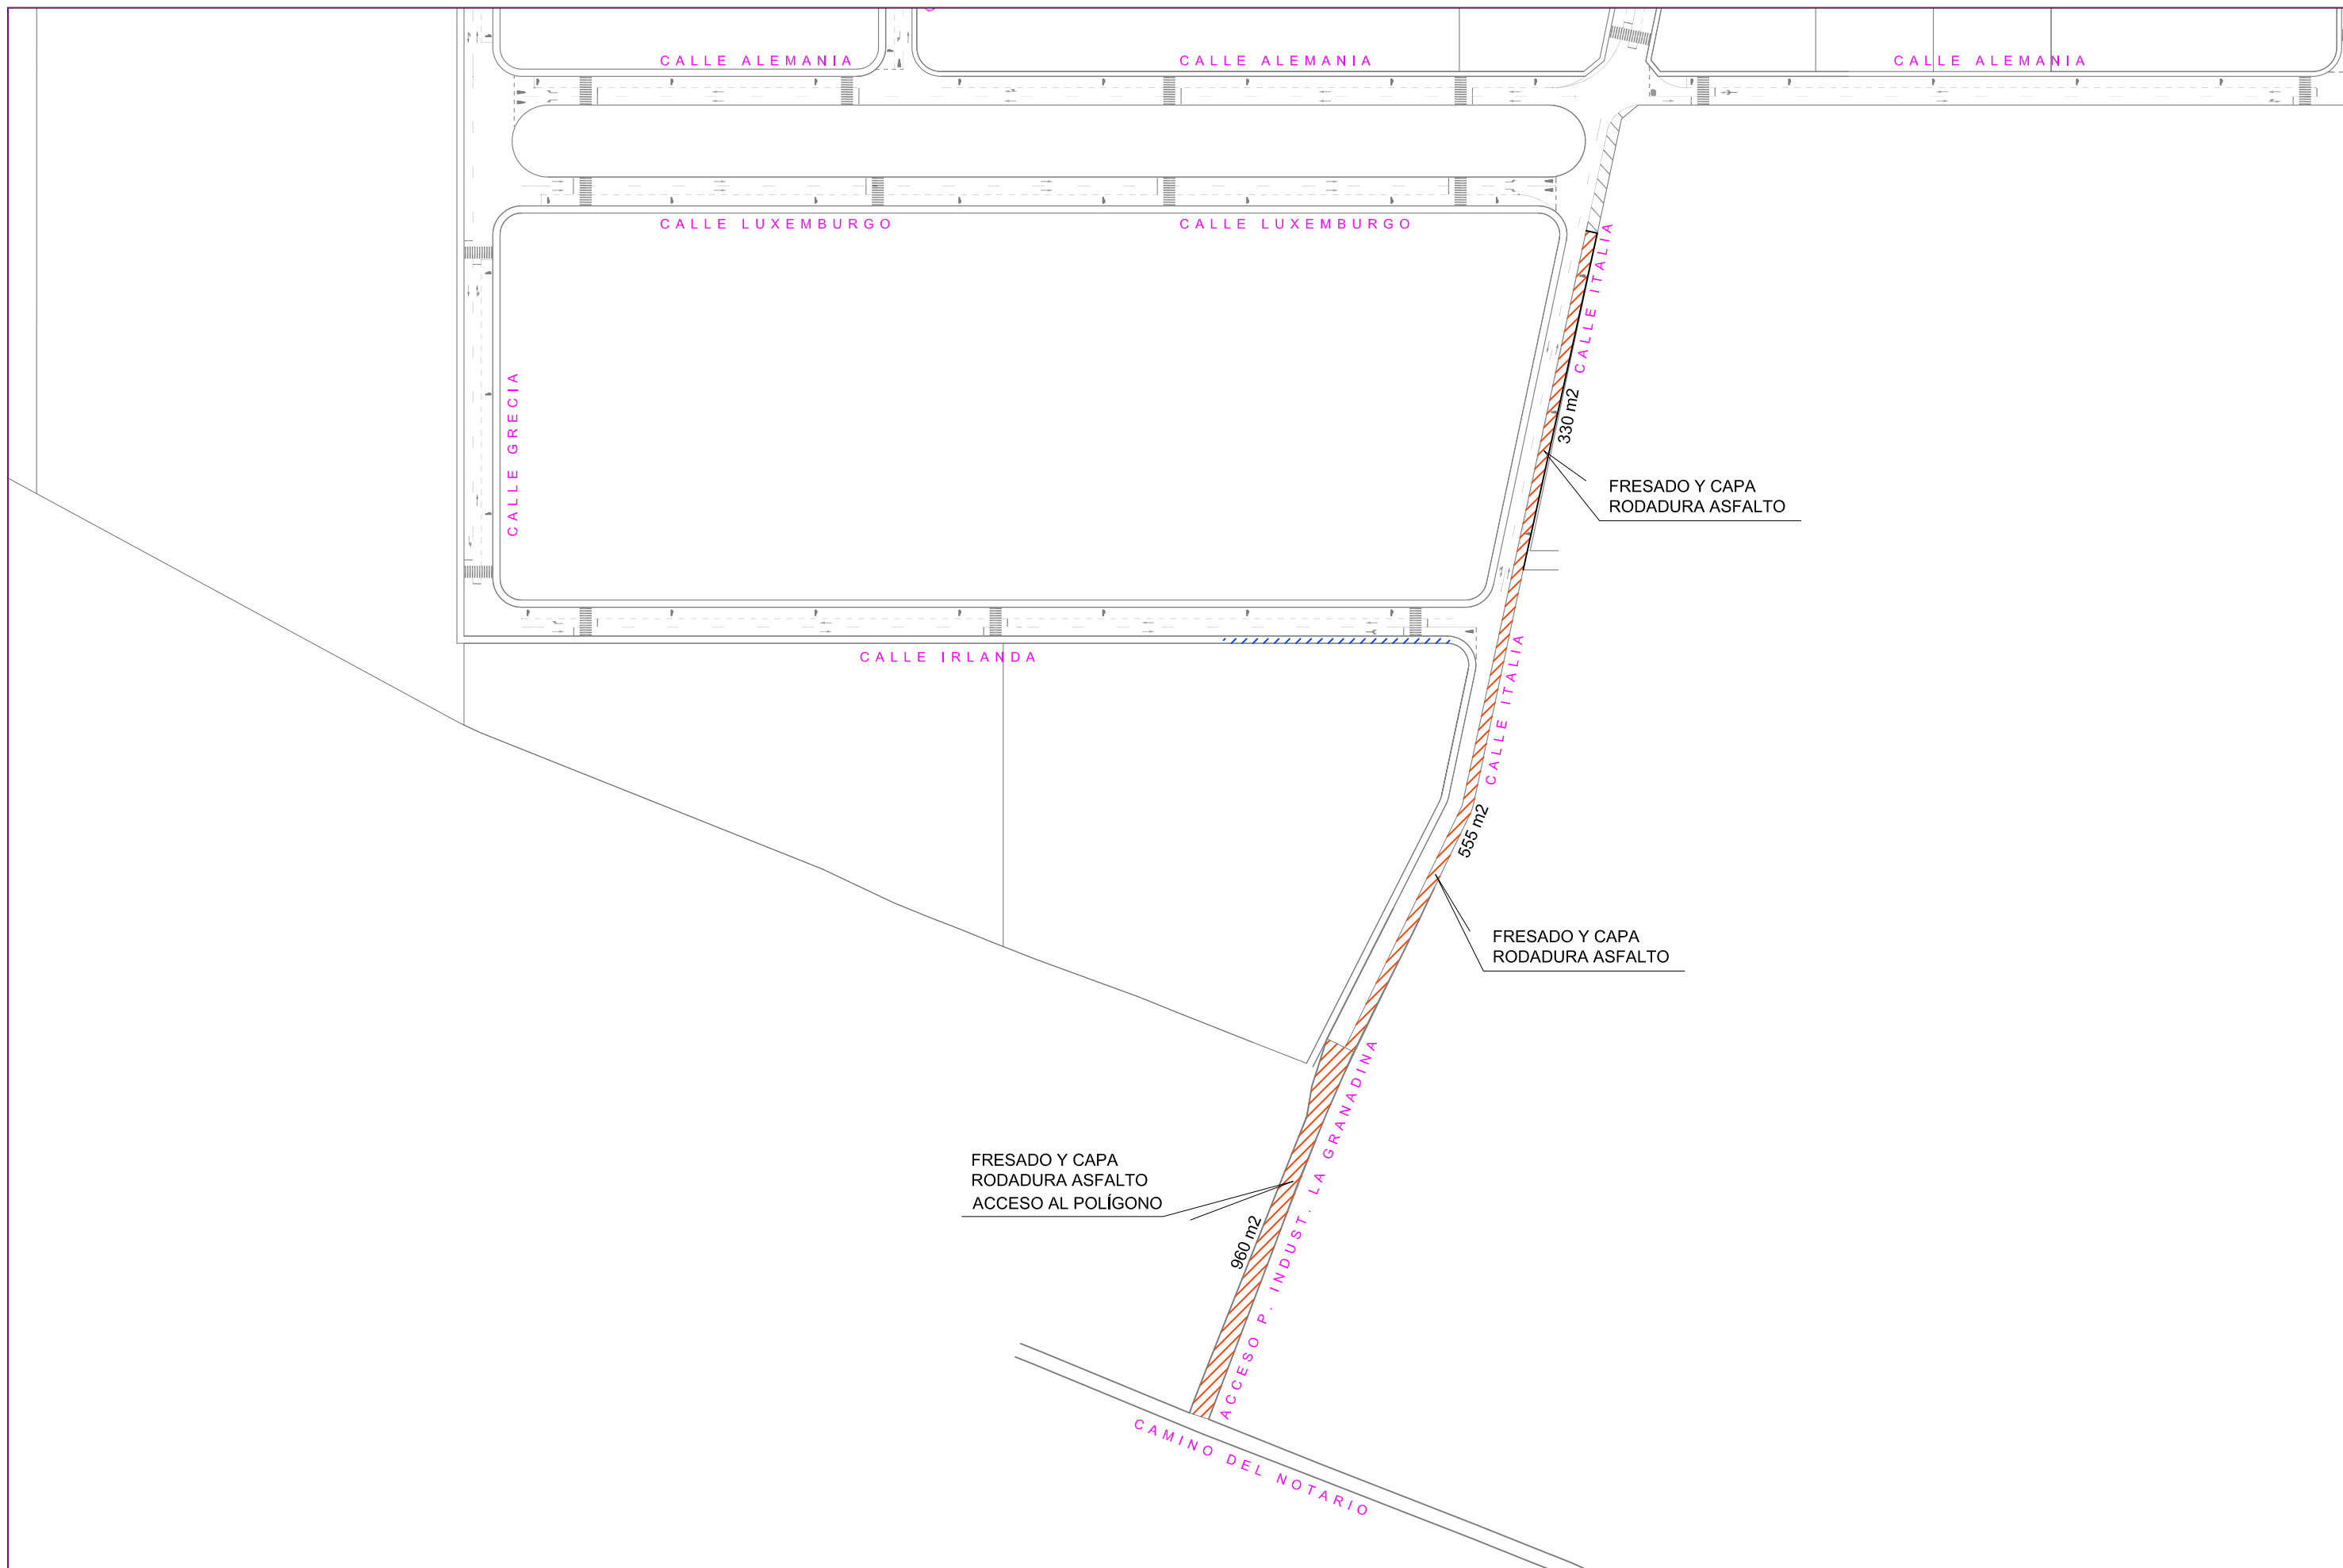 CALLE ALEMANIA
CALLE ALEMANIA
CALLE ALEMANIA
CALLE LUXEMBURGO
CALLE LUXEMBURGO
CALLE ITALIA
CALLE GRECIA
330 m2
FRESADO Y CAPA
RODADURA ASFALTO
CALLE IRLANDA
CALLE ITALIA
555 m2
FRESADO Y CAPA
RODADURA ASFALTO
ACCESO P. INDUST. LA GRANADINA
FRESADO Y CAPA
RODADURA ASFALTO
ACCESO AL POLÍGONO
960 m2
CAMINO DEL NOTARIO